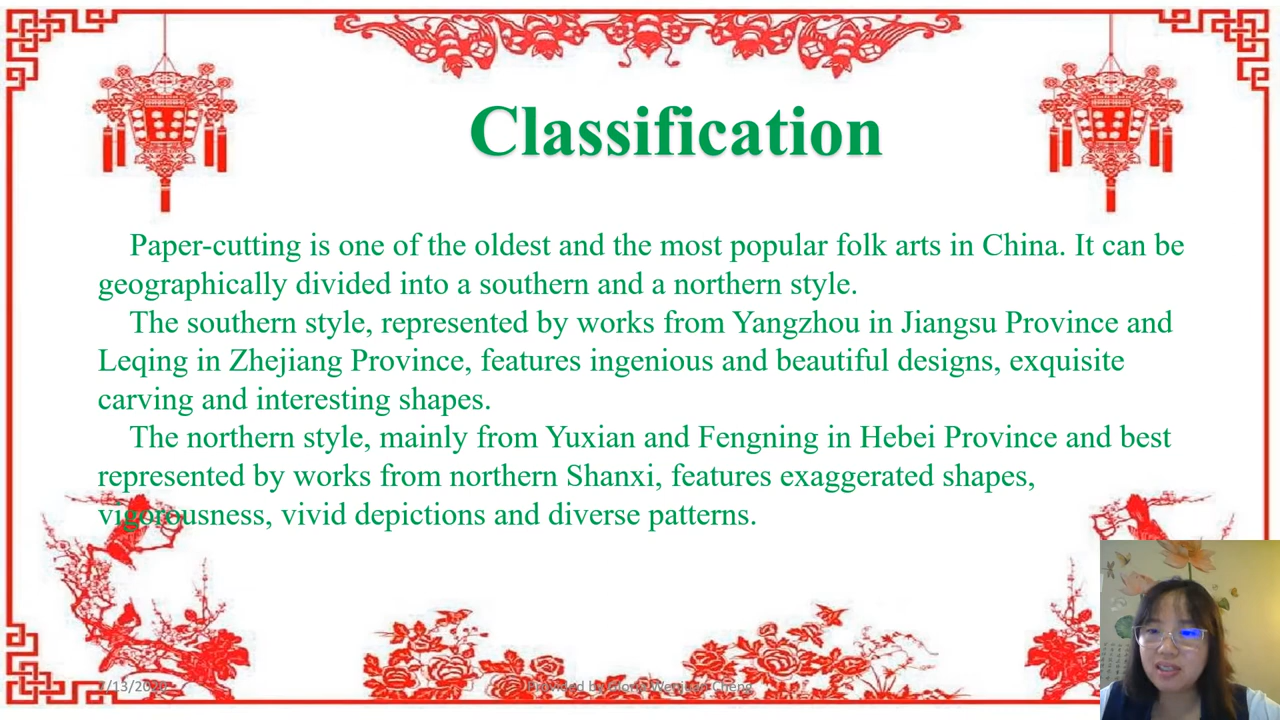 Classification
Paper-cutting is one of the oldest and the most popular folk arts in China. It can be
geographically divided into a southern and a northern style.
The southern style, represented by works from Yangzhou in Jiangsu Province and
Leqing in Zhejiang Province, features ingenious and beautiful designs, exquisite
carving and interesting shapes.
The northern style, mainly from Yuxian and Fengning in Hebei Province and best
represented by works from northern Shanxi, features exaggerated shapes,
vigorousness, vivid depictions and diverse patterns.
Provided by Cheng